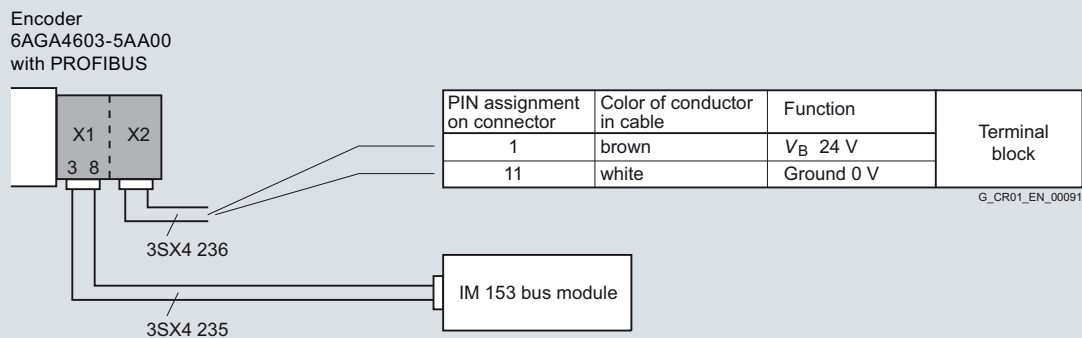 Encoder
6AGA4603-5AA00
with PROFIBUS
PIN assignment on connector Color of conductor in cable Function Terminal block
1 brown VB 24 V
11 white Ground 0 V
G_CR01_EN_00091
X1 X2
3 8
3SX4 236
IM 153 bus module
3SX4 235